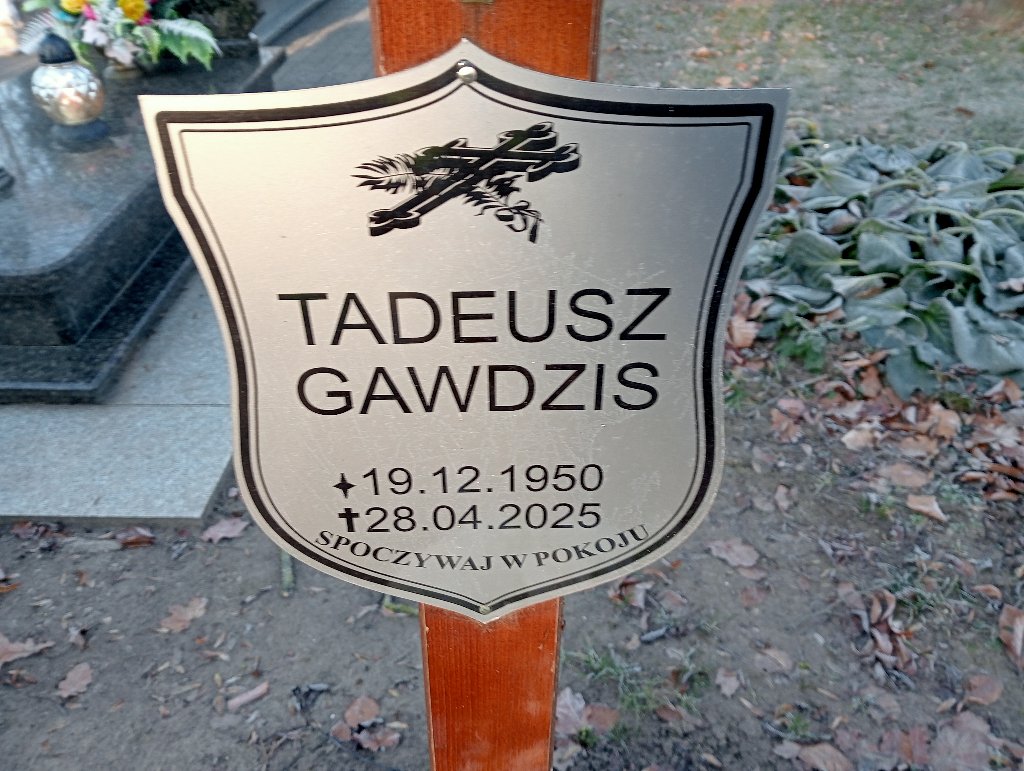 TADEUSZ
GAWDZIS
19.12.1950
28.04.2025
SPOCZYWAJ W POKOJU